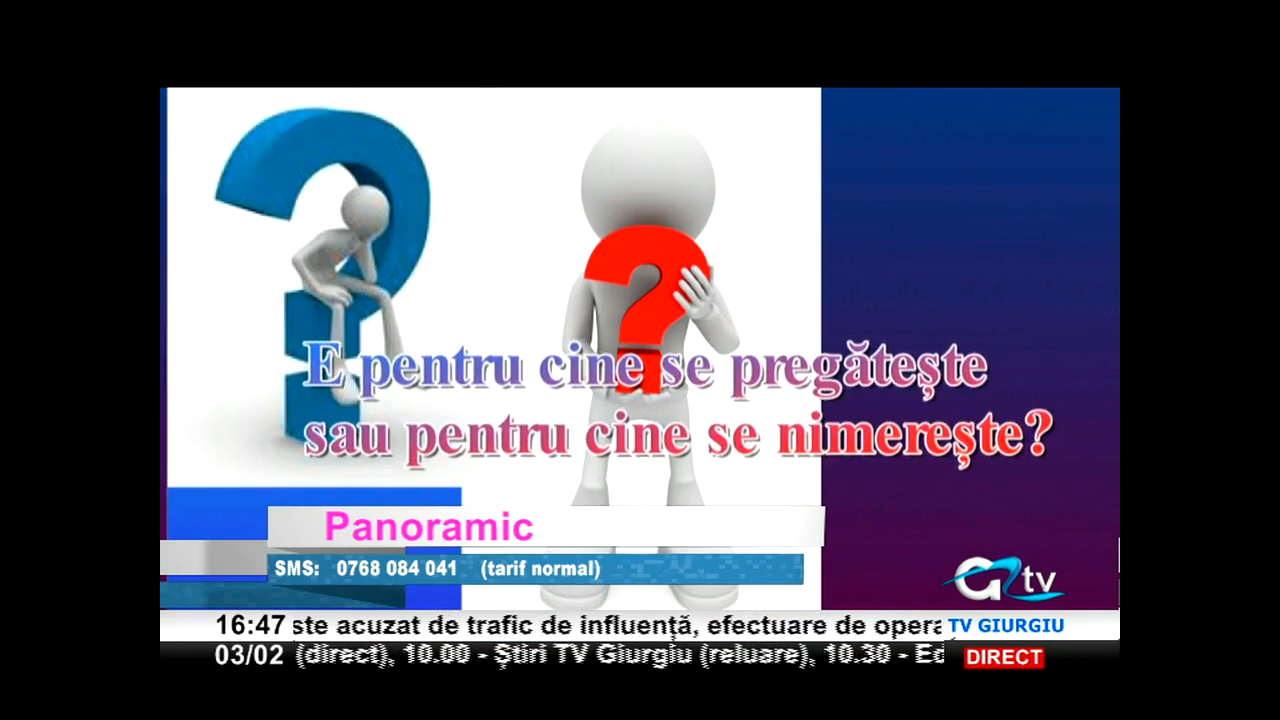 E pentru cine se pregătește
sau pentru cine se nimerește?
Panoramic
SMS: 0768 084 041 (tarif normal)
G tv
16:47 ste acuzat de trafic de influență, efectuare de opera
TV GIURGIU
03/02 (direct), 10.00 - Știri TV Giurgiu (reluare), 10.30 - Ed
DIRECT